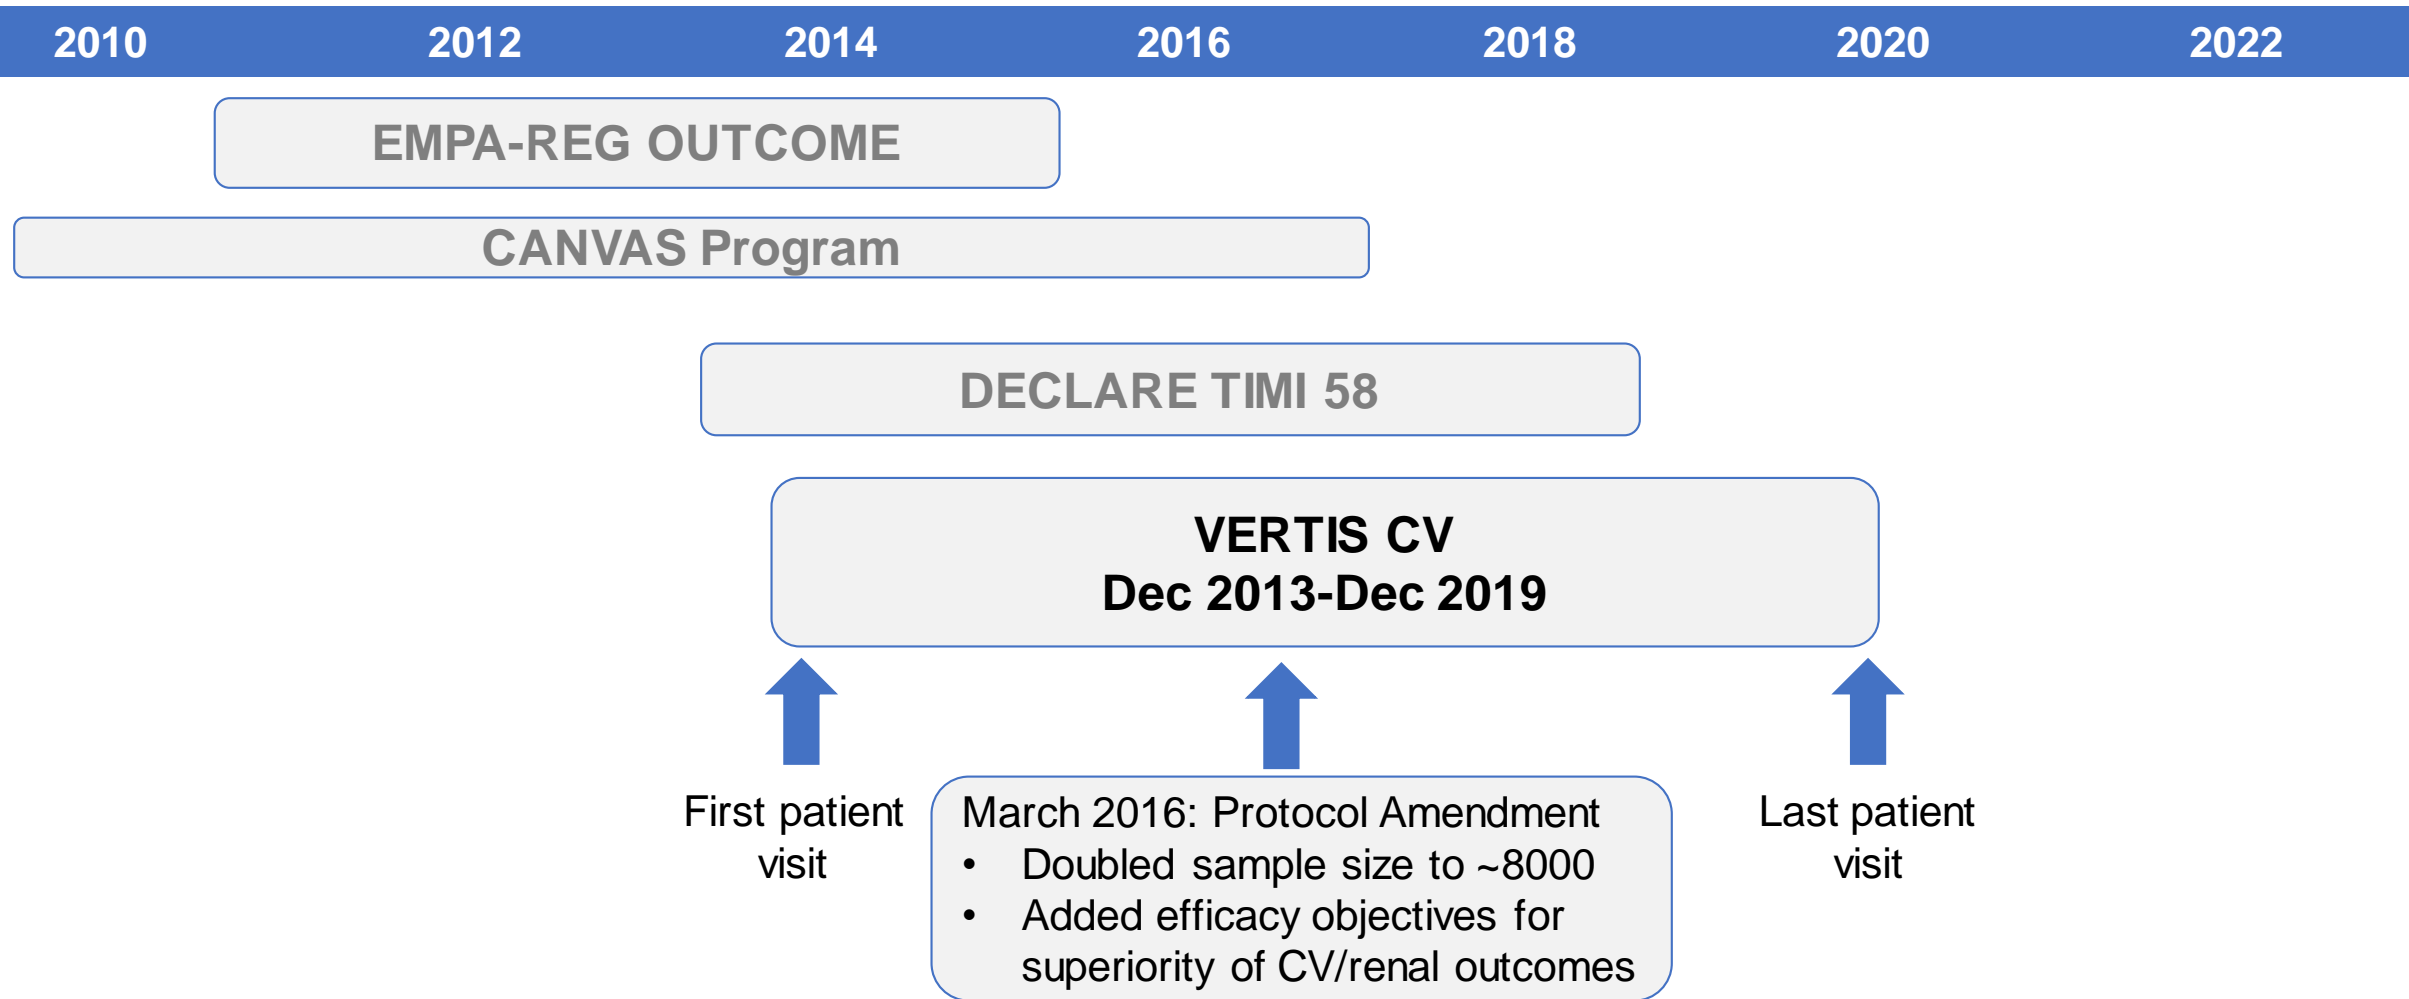 2010 2012 2014 2016 2018 2020 2022
EMPA-REG OUTCOME
CANVAS Program
DECLARE TIMI 58
VERTIS CV
Dec 2013-Dec 2019
First patient
visit
March 2016: Protocol Amendment
• Doubled sample size to ~8000
• Added efficacy objectives for
superiority of CV/renal outcomes
Last patient
visit